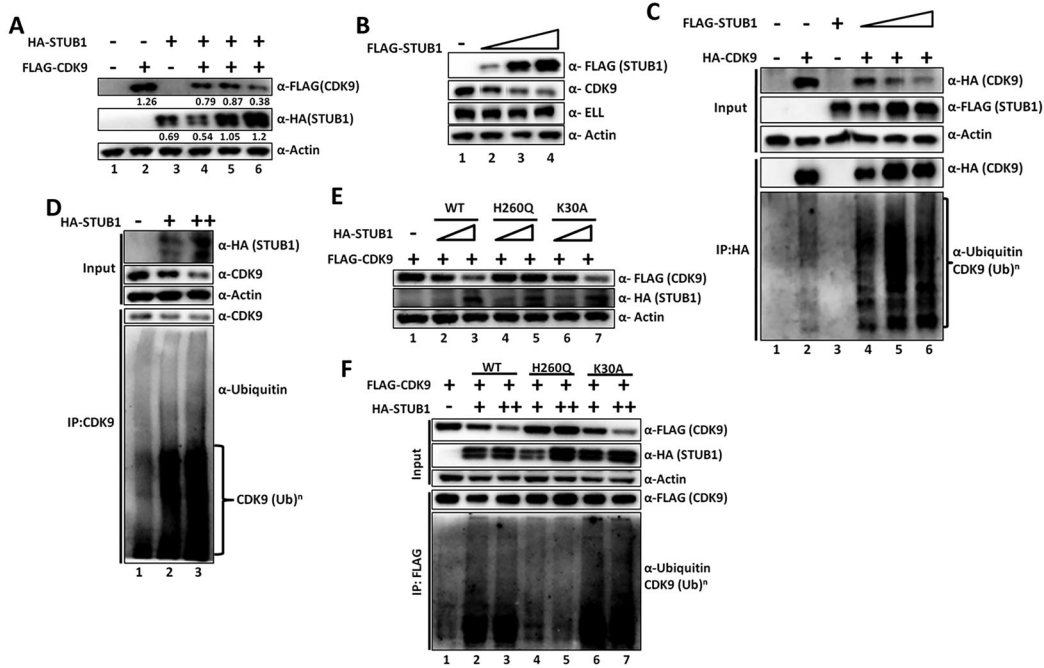 A
HA-STUB1 - - + + + +
FLAG-CDK9 - + - + + +
α-FLAG(CDK9)
1.26 0.79 0.87 0.38
α-HA(STUB1)
0.69 0.54 1.05 1.2
α-Actin
1 2 3 4 5 6
B
FLAG-STUB1 -
α- FLAG (STUB1)
α- CDK9
α- ELL
α- Actin
1 2 3 4
C
FLAG-STUB1 - - +
HA-CDK9 - + - + + +
Input
α-HA (CDK9)
α-FLAG (STUB1)
α-Actin
α-HA (CDK9)
IP:HA
α-Ubiquitin
CDK9 (Ub)ⁿ
1 2 3 4 5 6
D
HA-STUB1 - + ++
Input
α-HA (STUB1)
α-CDK9
α-Actin
α-CDK9
IP:CDK9
α-Ubiquitin
CDK9 (Ub)ⁿ
1 2 3
E
WT H260Q K30A
HA-STUB1 -
FLAG-CDK9 + + + + + + +
α- FLAG (CDK9)
α- HA (STUB1)
α- Actin
1 2 3 4 5 6 7
F
WT H260Q K30A
FLAG-CDK9 + + + + + + +
HA-STUB1 - + ++ + ++ + ++
Input
α-FLAG (CDK9)
α-HA (STUB1)
α-Actin
α-FLAG (CDK9)
IP: FLAG
α-Ubiquitin
CDK9 (Ub)ⁿ
1 2 3 4 5 6 7